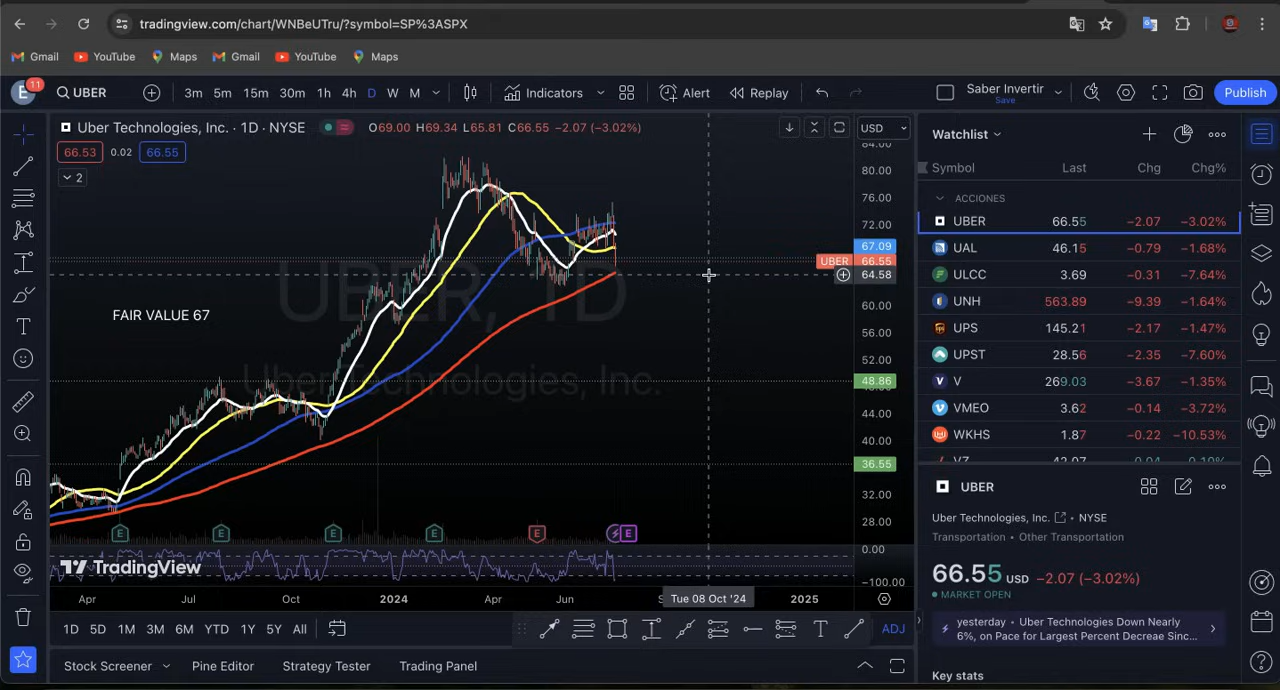 tradingview.com/chart/WNBeUTru/?symbol=SP%3ASPX
Gmail YouTube Maps Gmail YouTube Maps
E 11 UBER 3m 5m 15m 30m 1h 4h D W M Indicators Alert Replay Saber Invertir Save Publish
Uber Technologies, Inc. · 1D · NYSE O69.00 H69.34 L65.81 C66.55 −2.07 (−3.02%) USD
66.53 0.02 66.55
2
84.00
80.00
76.00
72.00
67.09
UBER 66.55
64.58
60.00
56.00
52.00
48.86
44.00
40.00
36.55
32.00
28.00
0.00
−100.00
FAIR VALUE 67
UBER, 1D
Uber Technologies, Inc.
E E E E E E
TradingView
Apr Jul Oct 2024 Apr Jun S Tue 08 Oct '24 2025
1D 5D 1M 3M 6M YTD 1Y 5Y All ADJ
Stock Screener Pine Editor Strategy Tester Trading Panel
Watchlist
Symbol Last Chg Chg%
ACCIONES
UBER 66.55 −2.07 −3.02%
UAL 46.15 −0.79 −1.68%
ULCC 3.69 −0.31 −7.64%
UNH 563.89 −9.39 −1.64%
UPS 145.21 −2.17 −1.47%
UPST 28.56 −2.35 −7.60%
V 269.03 −3.67 −1.35%
VMEO 3.62 −0.14 −3.72%
WKHS 1.87 −0.22 −10.53%
UBER
Uber Technologies, Inc. • NYSE
Transportation • Other Transportation
66.55 USD −2.07 (−3.02%)
MARKET OPEN
yesterday • Uber Technologies Down Nearly
6%, on Pace for Largest Percent Decreae Sinc...
Key stats